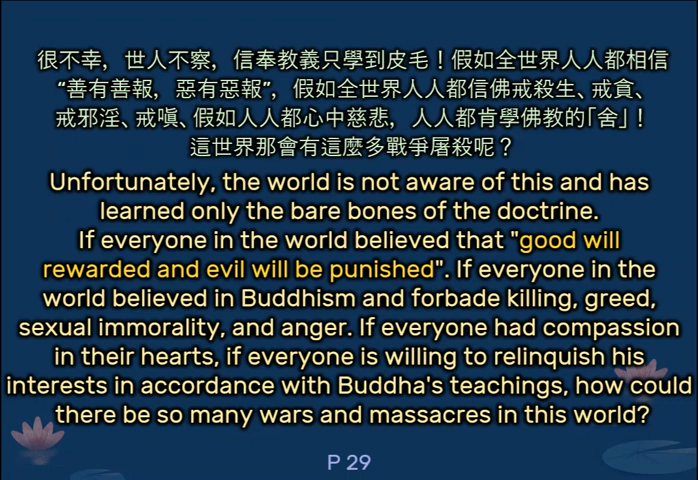 很不幸，世人不察，信奉教義只學到皮毛！假如全世界人人都相信
“善有善報，惡有惡報”，假如全世界人人都信佛戒殺生、戒貪、
戒邪淫、戒嗔、假如人人都心中慈悲，人人都肯學佛教的「舍」！
這世界那會有這麼多戰爭屠殺呢？
Unfortunately, the world is not aware of this and has
learned only the bare bones of the doctrine.
If everyone in the world believed that "good will
rewarded and evil will be punished". If everyone in the
world believed in Buddhism and forbade killing, greed,
sexual immorality, and anger. If everyone had compassion
in their hearts, if everyone is willing to relinquish his
interests in accordance with Buddha's teachings, how could
there be so many wars and massacres in this world?
P 29